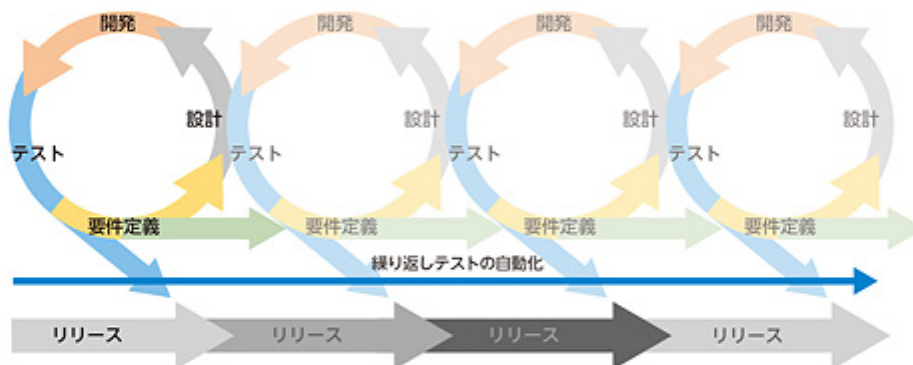 開発
開発
開発
開発
設計
設計
設計
設計
テスト
テスト
テスト
テスト
要件定義
要件定義
要件定義
要件定義
繰り返しテストの自動化
リリース
リリース
リリース
リリース